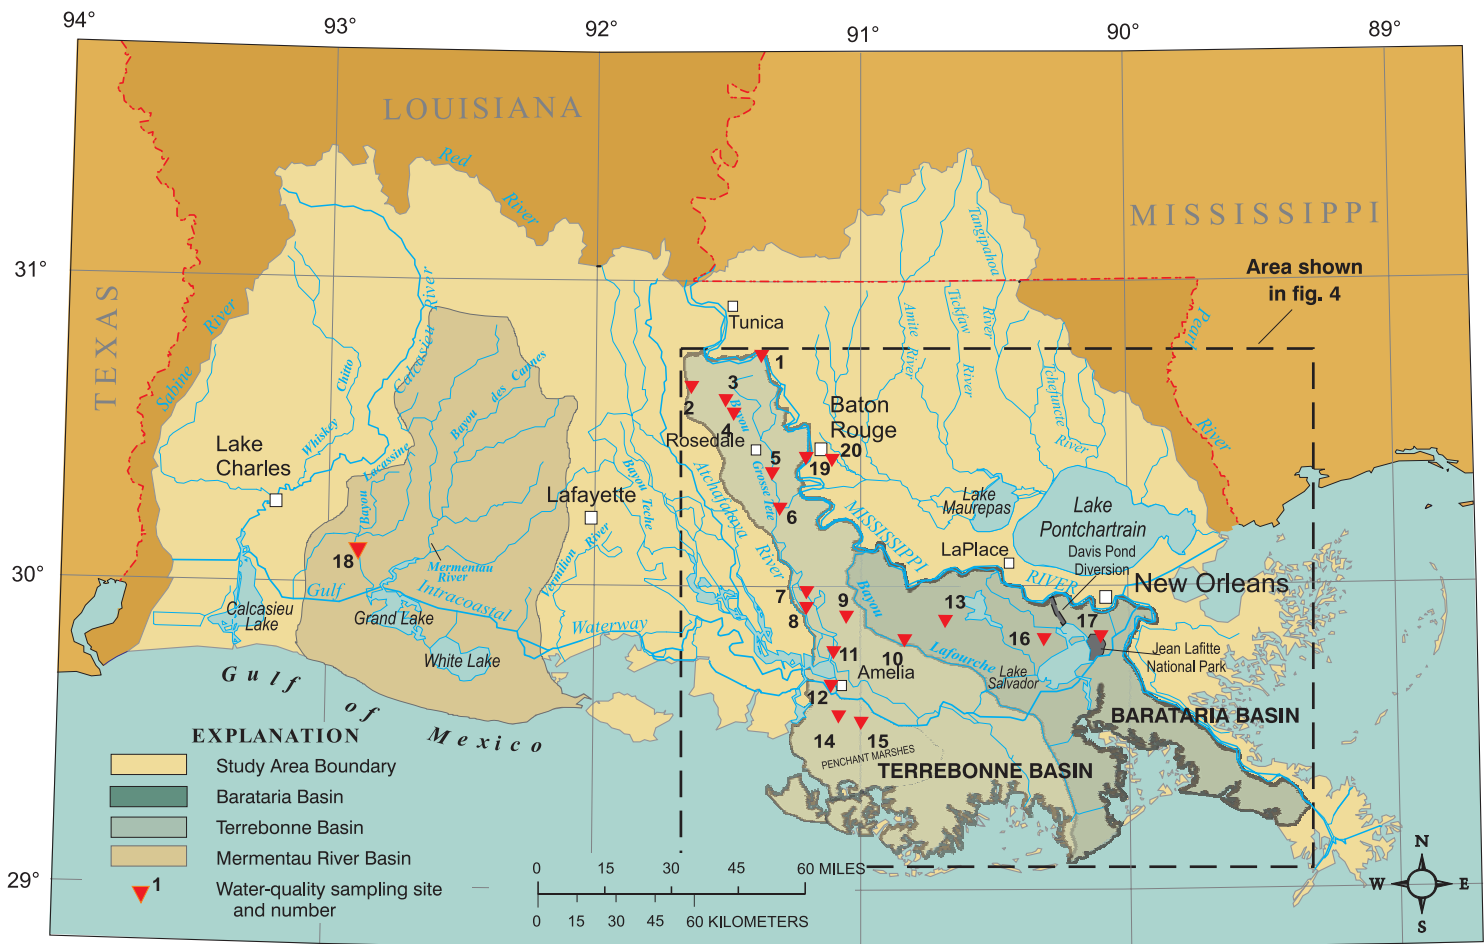 94°
93°
92°
91°
90°
89°
LOUISIANA
MISSISSIPPI
TEXAS
Red
River
Tangipahoa
River
31°
Area shown
in fig. 4
Sabine
River
Calcasieu
River
Tunica
Amite
River
Tickfaw
River
Tchefuncte
River
Pearl
River
Whiskey
Chitto
Bayou des Cannes
1
2
3
4
Bayou
Grosse Tete
Baton
Rouge
Rosedale
Lake
Charles
Bayou Lacassine
Lafayette
Bayou Teche
Atchafalaya
River
5
6
19
20
Lake
Maurepas
Lake
Pontchartrain
MISSISSIPPI
RIVER
LaPlace
Davis Pond
Diversion
New Orleans
30°
18
Mermentau
River
Vermilion
River
Gulf
Intracoastal
Waterway
Calcasieu
Lake
Grand Lake
White Lake
7
8
9
Bayou
Lafourche
10
11
13
16
17
Jean Lafitte
National Park
Lake
Salvador
Amelia
12
14
15
PENCHANT MARSHES
BARATARIA BASIN
TERREBONNE BASIN
Gulf
of
Mexico
EXPLANATION
Study Area Boundary
Barataria Basin
Terrebonne Basin
Mermentau River Basin
1
Water-quality sampling site
and number
29°
0 15 30 45 60 MILES
0 15 30 45 60 KILOMETERS
N
W E
S